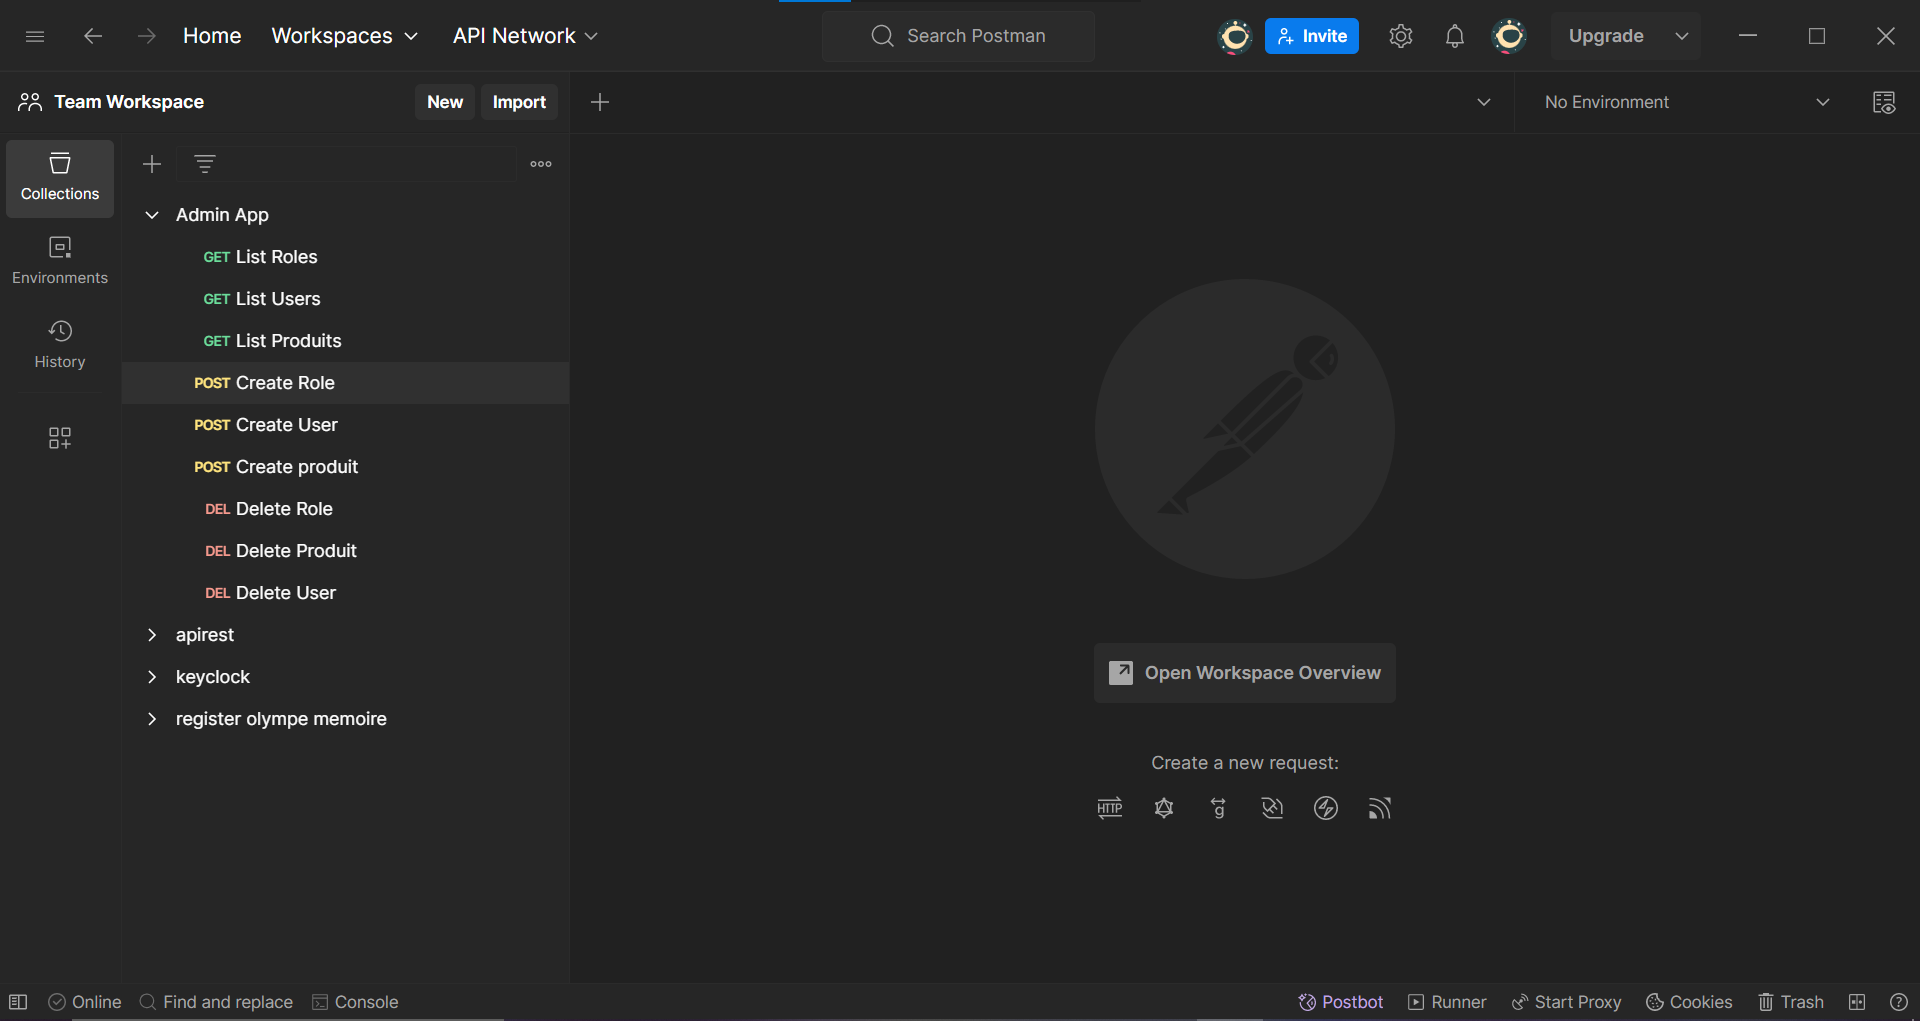 Home Workspaces API Network Search Postman Invite Upgrade
Team Workspace New Import No Environment
Collections
Environments
History
Admin App
GET List Roles
GET List Users
GET List Produits
POST Create Role
POST Create User
POST Create produit
DEL Delete Role
DEL Delete Produit
DEL Delete User
apirest
keyclock
register olympe memoire
Open Workspace Overview
Create a new request:
HTTP g
Online Find and replace Console Postbot Runner Start Proxy Cookies Trash